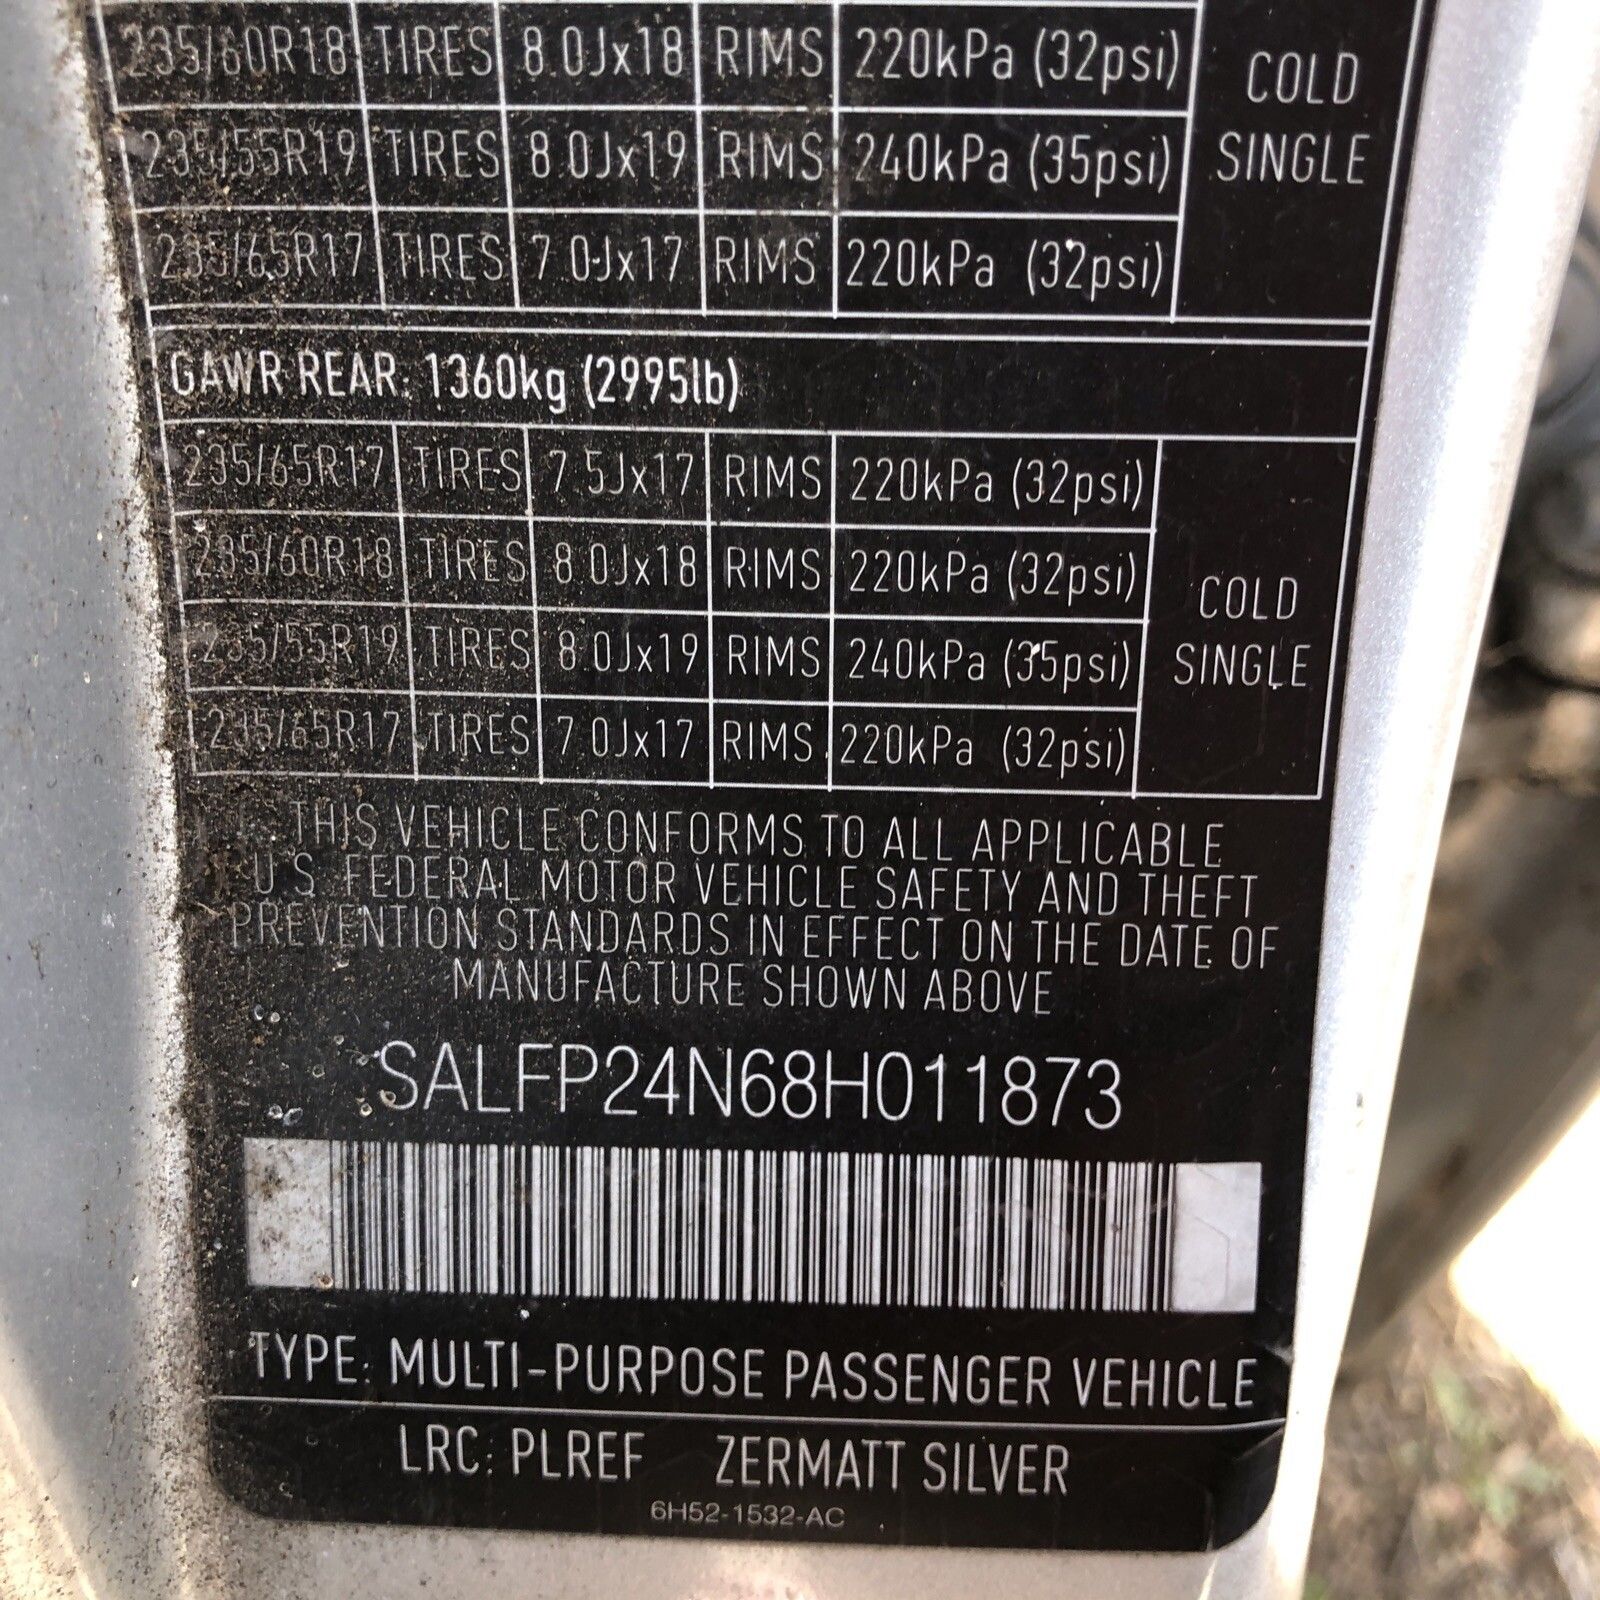 235/60R18 TIRES 8.0Jx18 RIMS 220kPa (32psi) COLD
235/55R19 TIRES 8.0Jx19 RIMS 240kPa (35psi) SINGLE
235/65R17 TIRES 7.0Jx17 RIMS 220kPa (32psi)
GAWR REAR: 1360kg (2995lb)
235/65R17 TIRES 7.5Jx17 RIMS 220kPa (32psi)
235/60R18 TIRES 8.0Jx18 RIMS 220kPa (32psi) COLD
235/55R19 TIRES 8.0Jx19 RIMS 240kPa (35psi) SINGLE
235/65R17 TIRES 7.0Jx17 RIMS 220kPa (32psi)
THIS VEHICLE CONFORMS TO ALL APPLICABLE
U.S. FEDERAL MOTOR VEHICLE SAFETY AND THEFT
PREVENTION STANDARDS IN EFFECT ON THE DATE OF
MANUFACTURE SHOWN ABOVE
SALFP24N68H011873
TYPE: MULTI-PURPOSE PASSENGER VEHICLE
LRC: PLREF ZERMATT SILVER
6H52-1532-AC